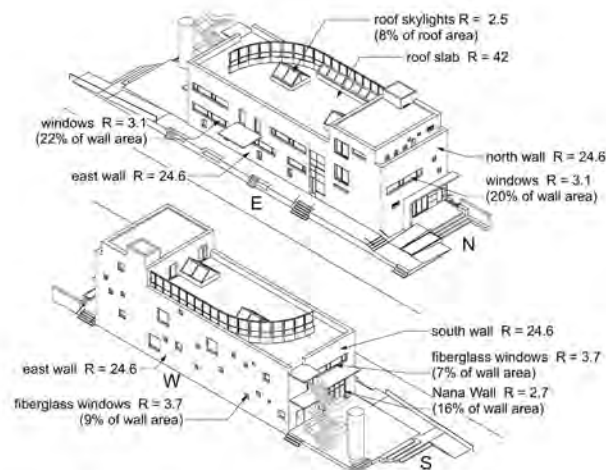 roof skylights R = 2.5
(8% of roof area)
roof slab R = 42
windows R = 3.1
(22% of wall area)
north wall R = 24.6
east wall R = 24.6
windows R = 3.1
(20% of wall area)
E
N
south wall R = 24.6
fiberglass windows R = 3.7
(7% of wall area)
east wall R = 24.6
W
Nana Wall R = 2.7
(16% of wall area)
fiberglass windows R = 3.7
(9% of wall area)
S